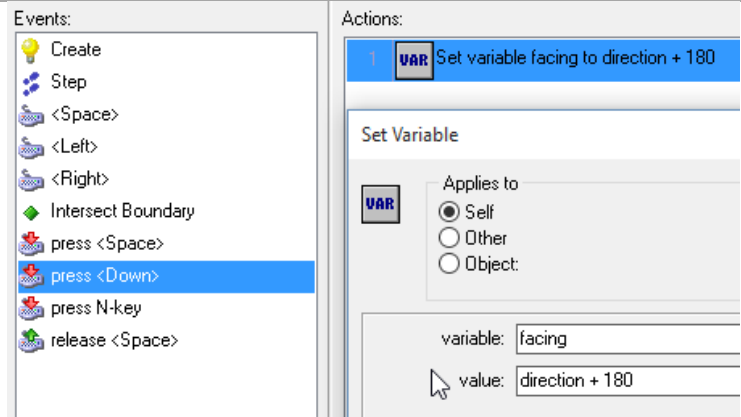 Events:
Create
Step
<Space>
<Left>
<Right>
Intersect Boundary
press <Space>
press <Down>
press N-key
release <Space>
Actions:
1 VAR Set variable facing to direction + 180
Set Variable
VAR
Applies to
Self
Other
Object:
variable: facing
value: direction + 180